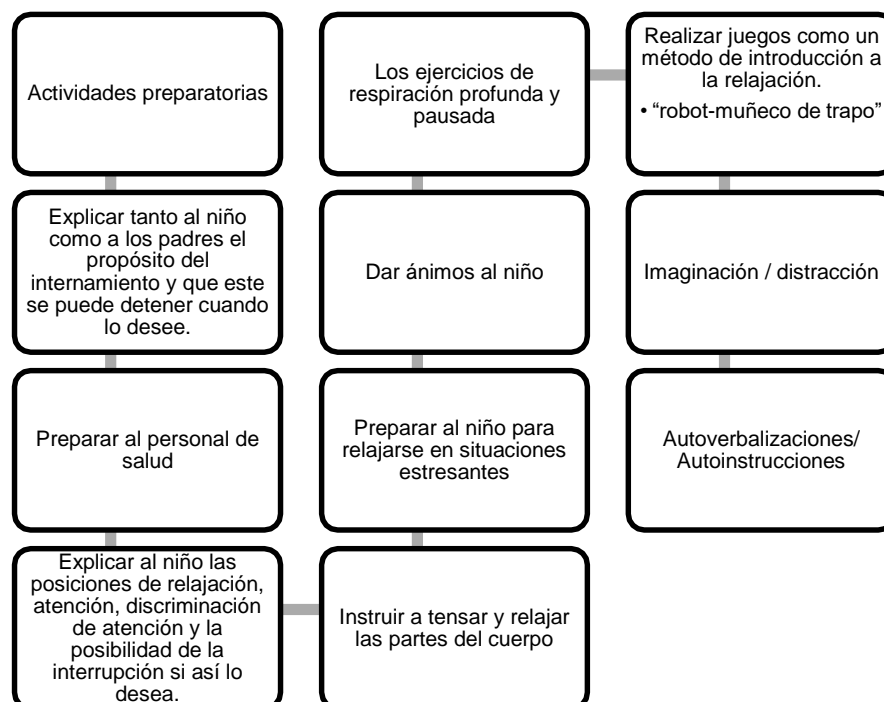 Actividades preparatorias
Explicar tanto al niño
como a los padres el
propósito del
internamiento y que este
se puede detener cuando
lo desee.
Preparar al personal de
salud
Explicar al niño las
posiciones de relajación,
atención, discriminación
de atención y la
posibilidad de la
interrupción si así lo
desea.
Instruir a tensar y relajar
las partes del cuerpo
Preparar al niño para
relajarse en situaciones
estresantes
Dar ánimos al niño
Los ejercicios de
respiración profunda y
pausada
Realizar juegos como un
método de introducción a
la relajación.
• “robot-muñeco de trapo”
Imaginación / distracción
Autoverbalizaciones/
Autoinstrucciones